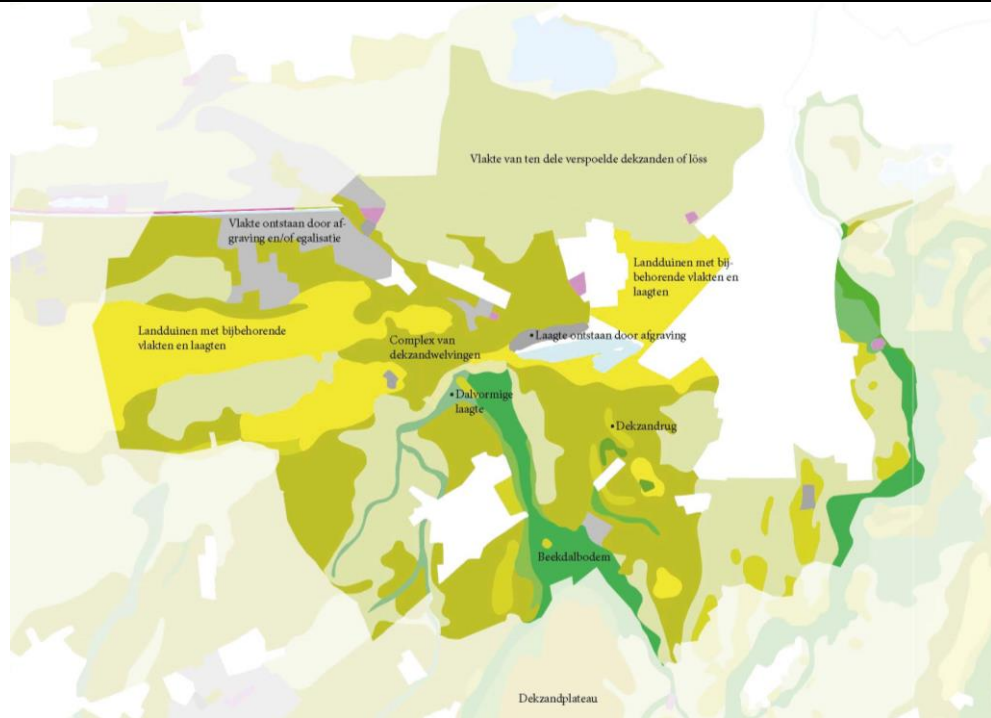 Vlakte van ten dele verspoelde dekzanden of löss
Vlakte ontstaan door af-
graving en/of egalisatie
Landduinen met bij-
behorende vlakten en
laagten
Landduinen met bijbehorende
vlakten en laagten
Complex van
dekzandwelvingen
•Laagte ontstaan door afgraving
•Dalvormige
laagte
•Dekzandrug
Beekdalbodem
Dekzandplateau